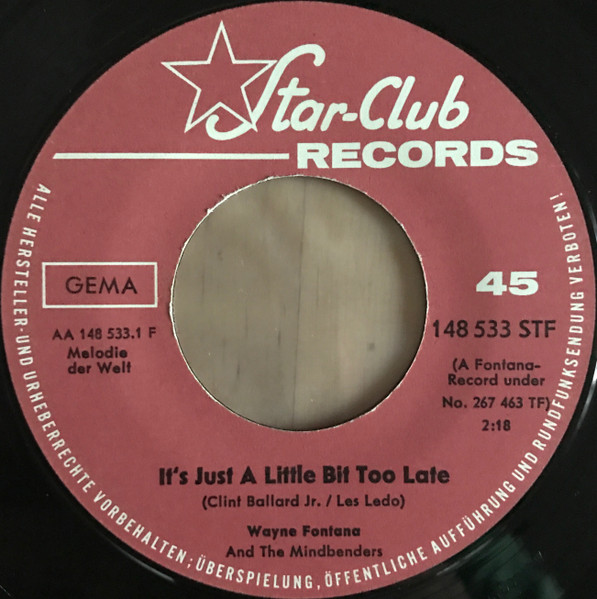 Star-Club
RECORDS
GEMA
45
AA 148 533.1 F
Melodie
der Welt
148 533 STF
(A Fontana-
Record under
No. 267 463 TF)
2:18
It's Just A Little Bit Too Late
(Clint Ballard Jr. / Les Ledo)
Wayne Fontana
And The Mindbenders
ALLE HERSTELLER- UND URHEBERRECHTE VORBEHALTEN; ÜBERSPIELUNG, ÖFFENTLICHE AUFFÜHRUNG UND RUNDFUNKSENDUNG VERBOTEN!